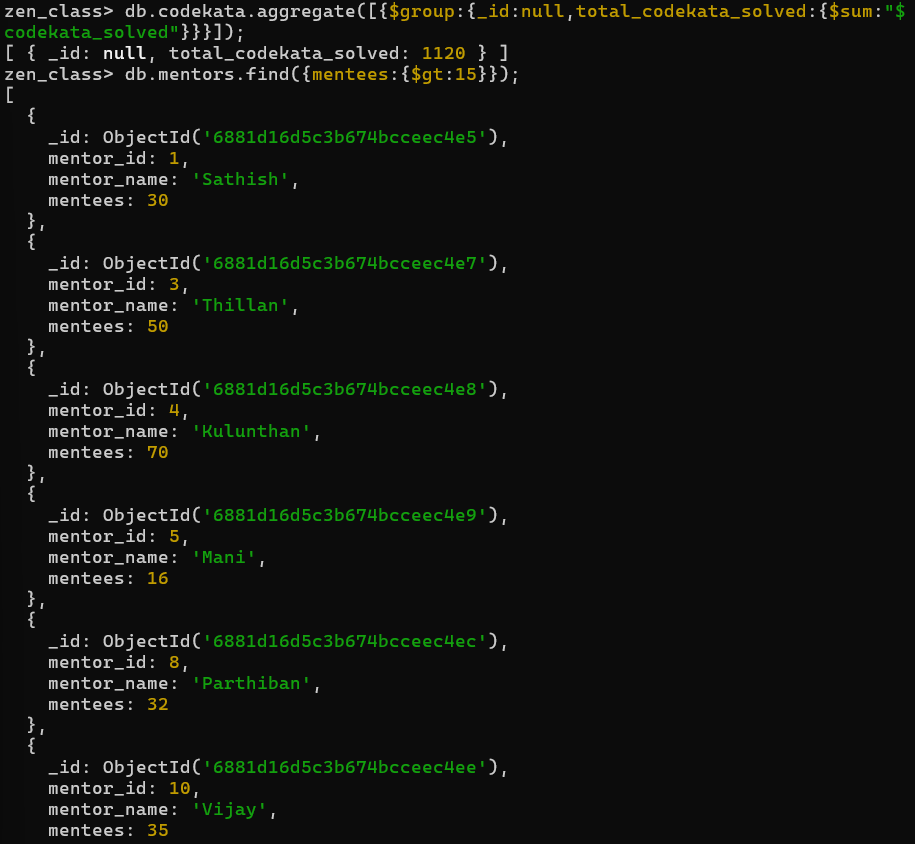 zen_class> db.codekata.aggregate([{$group:{_id:null,total_codekata_solved:{$sum:"$
codekata_solved"}}}]);
[ { _id: null, total_codekata_solved: 1120 } ]
zen_class> db.mentors.find({mentees:{$gt:15}});
[
  {
    _id: ObjectId('6881d16d5c3b674bcceec4e5'),
    mentor_id: 1,
    mentor_name: 'Sathish',
    mentees: 30
  },
  {
    _id: ObjectId('6881d16d5c3b674bcceec4e7'),
    mentor_id: 3,
    mentor_name: 'Thillan',
    mentees: 50
  },
  {
    _id: ObjectId('6881d16d5c3b674bcceec4e8'),
    mentor_id: 4,
    mentor_name: 'Kulunthan',
    mentees: 70
  },
  {
    _id: ObjectId('6881d16d5c3b674bcceec4e9'),
    mentor_id: 5,
    mentor_name: 'Mani',
    mentees: 16
  },
  {
    _id: ObjectId('6881d16d5c3b674bcceec4ec'),
    mentor_id: 8,
    mentor_name: 'Parthiban',
    mentees: 32
  },
  {
    _id: ObjectId('6881d16d5c3b674bcceec4ee'),
    mentor_id: 10,
    mentor_name: 'Vijay',
    mentees: 35